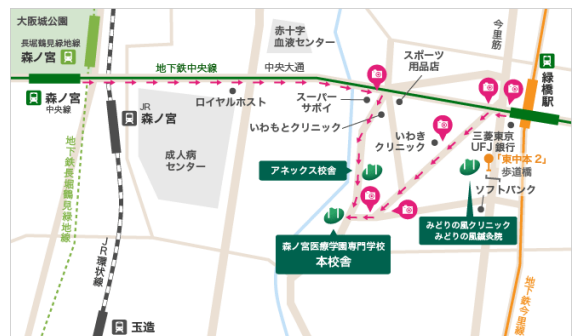 大阪城公園
長堀鶴見緑地線
森ノ宮
森ノ宮
中央線
地下鉄中央線
中央大通
赤十字
血液センター
ロイヤルホスト
JR
森ノ宮
成人病
センター
スーパー
サボイ
いわもとクリニック
スポーツ
用品店
いわき
クリニック
今里筋
緑橋駅
三菱東京
UFJ 銀行
「東中本2」
歩道橋
ソフトバンク
アネックス校舎
みどりの風クリニック
みどりの風鍼灸院
森ノ宮医療学園専門学校
本校舎
地下鉄長堀鶴見緑地線
JR環状線
玉造
地下鉄今里筋線